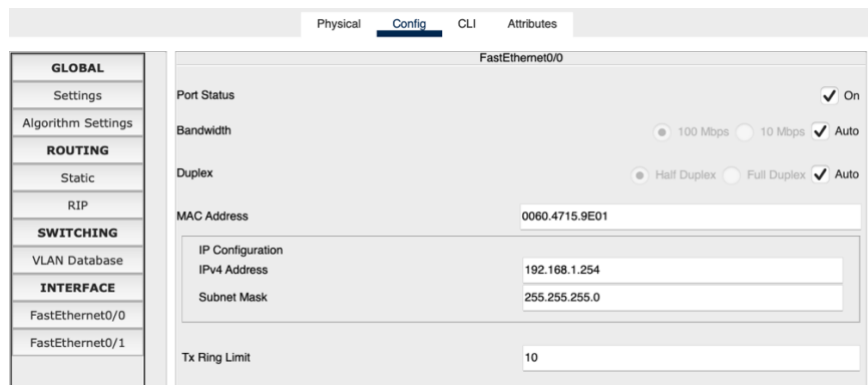 Physical Config CLI Attributes
GLOBAL
Settings
Algorithm Settings
ROUTING
Static
RIP
SWITCHING
VLAN Database
INTERFACE
FastEthernet0/0
FastEthernet0/1
FastEthernet0/0
Port Status On
Bandwidth 100 Mbps 10 Mbps Auto
Duplex Half Duplex Full Duplex Auto
MAC Address 0060.4715.9E01
IP Configuration
IPv4 Address 192.168.1.254
Subnet Mask 255.255.255.0
Tx Ring Limit 10